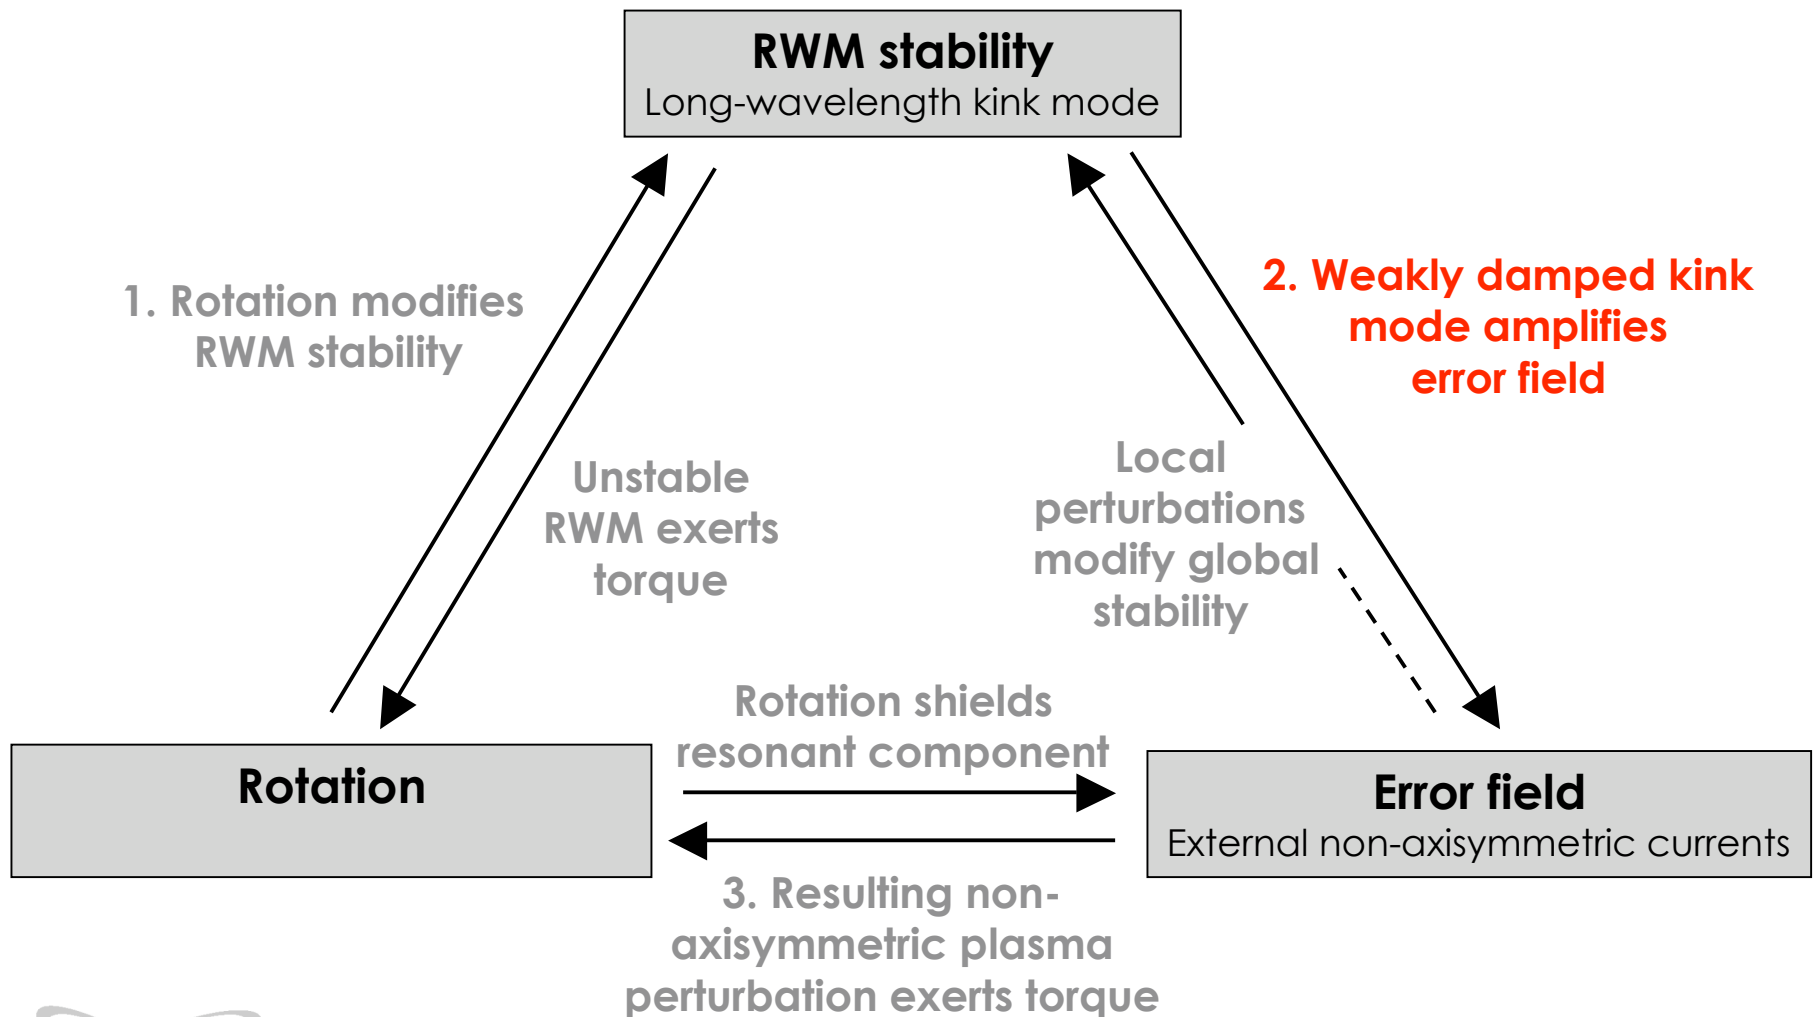 RWM stability
Long-wavelength kink mode
1. Rotation modifies
RWM stability
2. Weakly damped kink
mode amplifies
error field
Unstable
RWM exerts
torque
Local
perturbations
modify global
stability
Rotation shields
resonant component
Rotation
Error field
External non-axisymmetric currents
3. Resulting non-
axisymmetric plasma
perturbation exerts torque